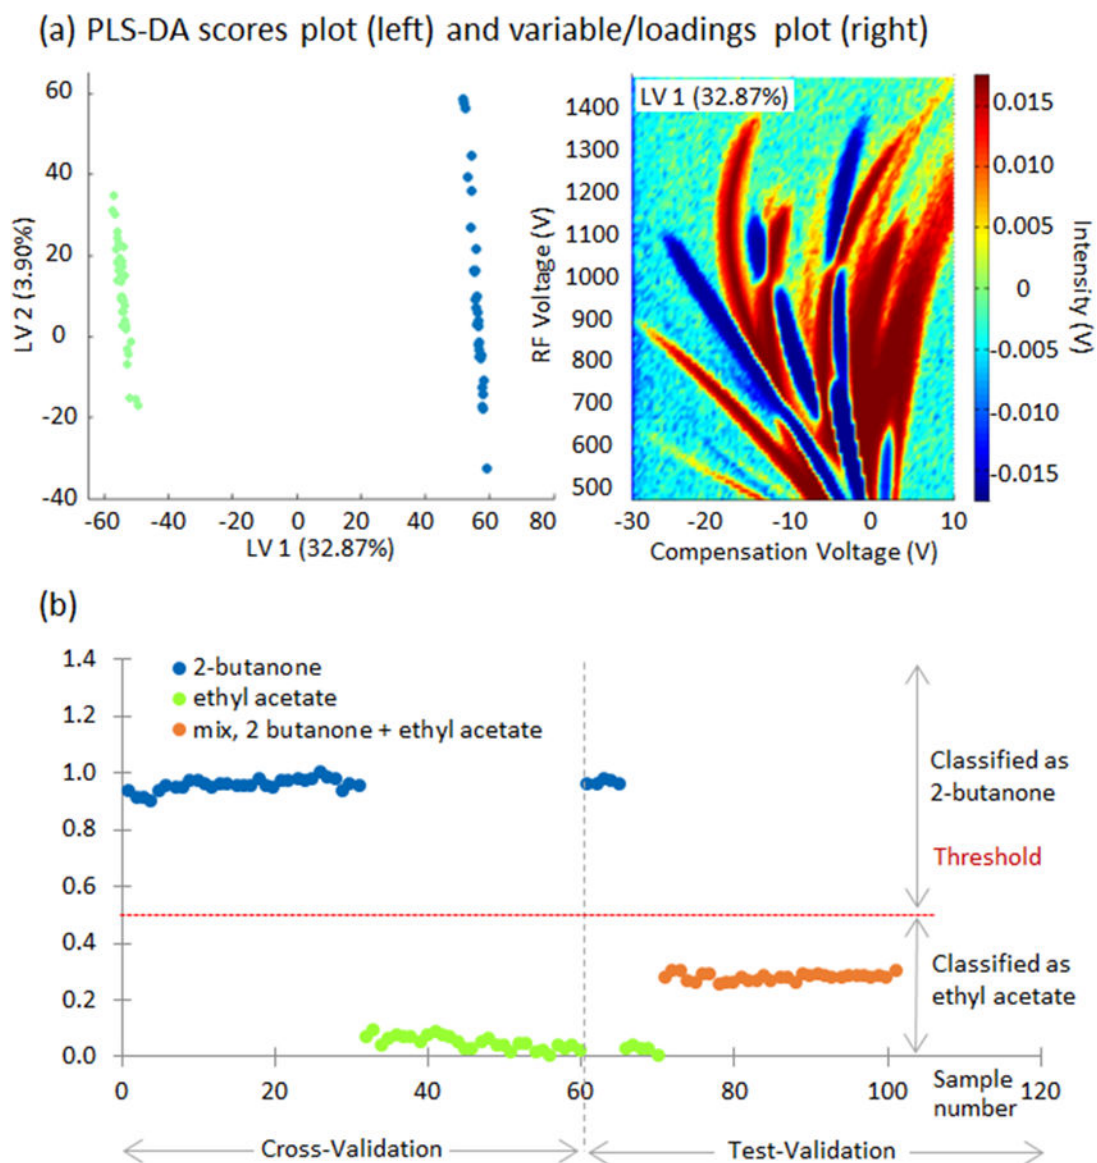 (a) PLS-DA scores plot (left) and variable/loadings plot (right)
60
40
20
0
-20
-40
LV 2 (3.90%)
-60
-40
-20
0
20
40
60
80
LV 1 (32.87%)
LV 1 (32.87%)
1400
1300
1200
1100
1000
900
800
700
600
500
RF Voltage (V)
-30
-20
-10
0
10
Compensation Voltage (V)
0.015
0.010
0.005
0
-0.005
-0.010
-0.015
Intensity (V)
(b)
2-butanone
ethyl acetate
mix, 2 butanone + ethyl acetate
1.4
1.2
1.0
0.8
0.6
0.4
0.2
0.0
Classified as
2-butanone
Threshold
Classified as
ethyl acetate
0
20
40
60
80
100
120
Sample
number
Cross-Validation
Test-Validation